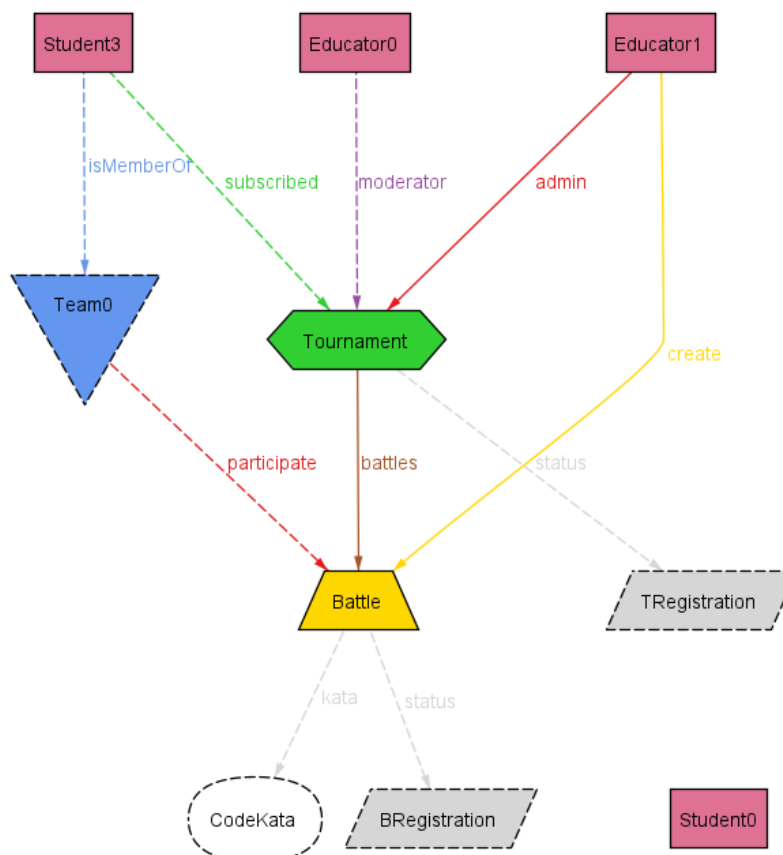 Student3
Educator0
Educator1
isMemberOf
subscribed
moderator
admin
Team0
Tournament
create
participate
battles
status
Battle
TRegistration
kata
status
CodeKata
BRegistration
Student0